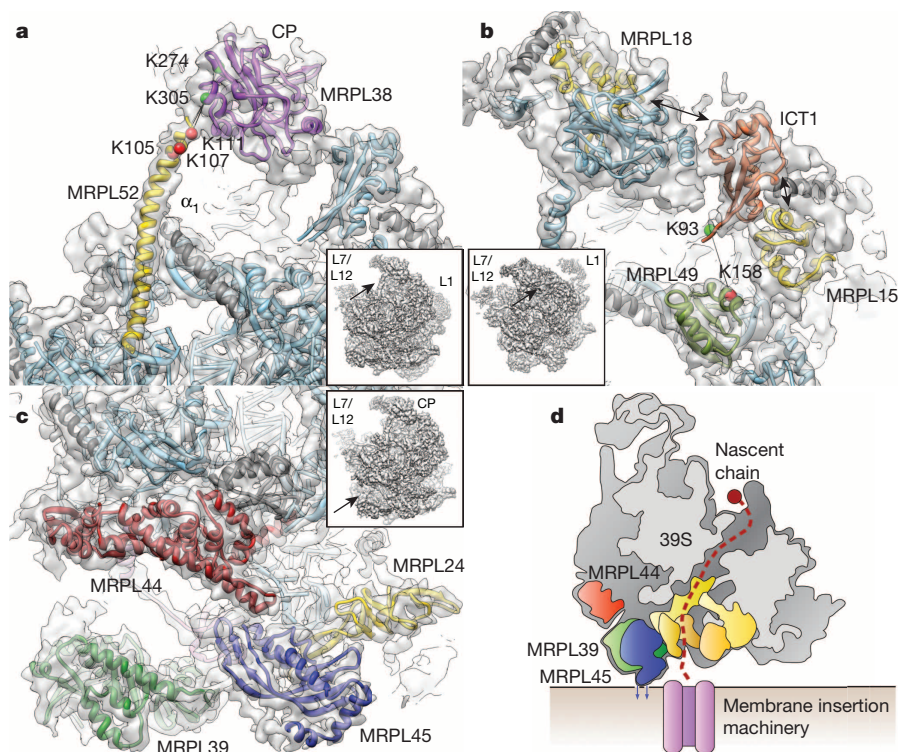 a
CP
K274
K305
MRPL38
K111
K105
K107
MRPL52
α1
b
MRPL18
ICT1
K93
K158
MRPL49
MRPL15
L7/
L12
L1
L7/
L12
L1
c
L7/
L12
CP
MRPL44
MRPL24
MRPL39
MRPL45
d
Nascent
chain
39S
MRPL44
MRPL39
MRPL45
Membrane insertion
machinery